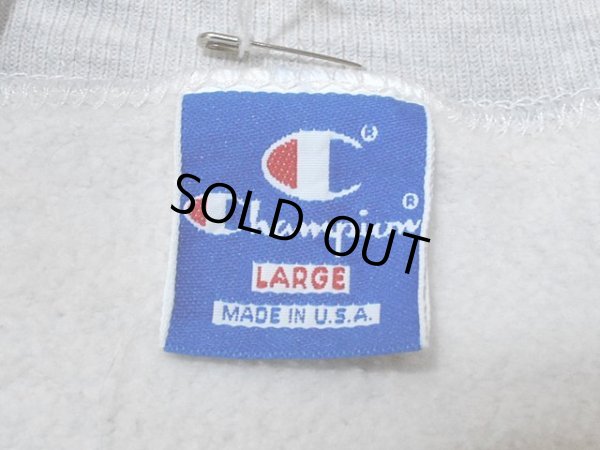 ®
Champion®
SOLD OUT
LARGE
MADE IN U.S.A.